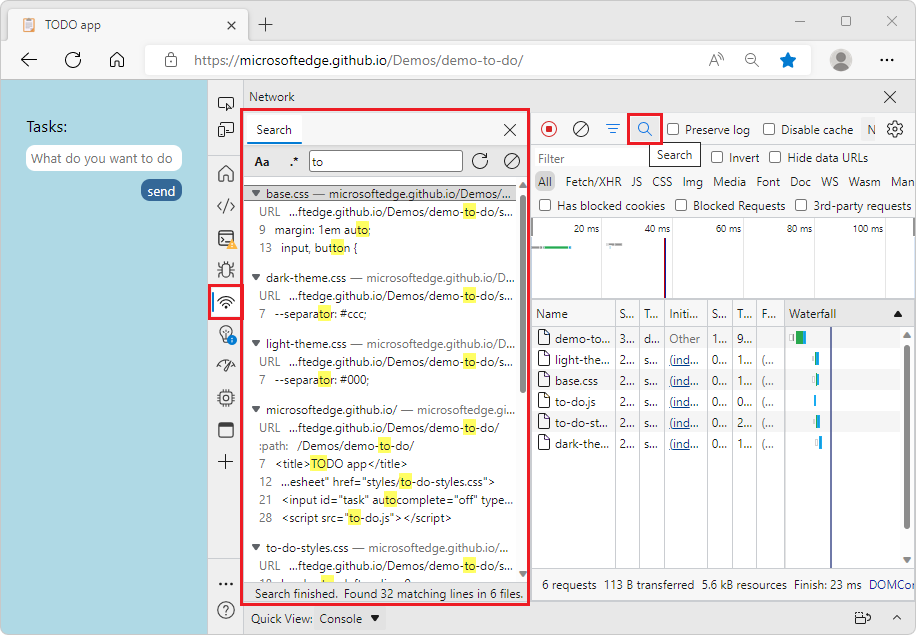 TODO app
https://microsoftedge.github.io/Demos/demo-to-do/
Tasks:
What do you want to do
send
Network
Search
Aa .* to
base.css — microsoftedge.github.io/Demos/...
URL ...ftedge.github.io/Demos/demo-to-do/s...
9 margin: 1em auto;
13 input, button {
dark-theme.css — microsoftedge.github.io/D...
URL ...ftedge.github.io/Demos/demo-to-do/s...
7 --separator: #ccc;
light-theme.css — microsoftedge.github.io/D...
URL ...ftedge.github.io/Demos/demo-to-do/s...
7 --separator: #000;
microsoftedge.github.io/ — microsoftedge.gi...
URL ...ftedge.github.io/Demos/demo-to-do/
:path: /Demos/demo-to-do/
7 <title>TODO app</title>
12 ...esheet" href="styles/to-do-styles.css">
21 <input id="task" autocomplete="off" type...
28 <script src="to-do.js"></script>
to-do-styles.css — microsoftedge.github.io/...
URL ...ftedge.github.io/Demos/demo-to-do/s...
Search finished. Found 32 matching lines in 6 files.
Preserve log Disable cache N
Filter Search Invert Hide data URLs
All Fetch/XHR JS CSS Img Media Font Doc WS Wasm Man
Has blocked cookies Blocked Requests 3rd-party requests
20 ms 40 ms 60 ms 80 ms 100 ms
Name S... T... Initi... S... T... F... Waterfall
demo-to... 3... d... Other 1... 9...
light-the... 2... s... (ind... 0... 1... (...
base.css 2... s... (ind... 0... 1... (...
to-do.js 2... s... (ind... 0... 0... (...
to-do-st... 2... s... (ind... 0... 2... (...
dark-the... 2... s... (ind... 0... 1... (...
6 requests 113 B transferred 5.6 kB resources Finish: 23 ms DOMCor
Quick View: Console